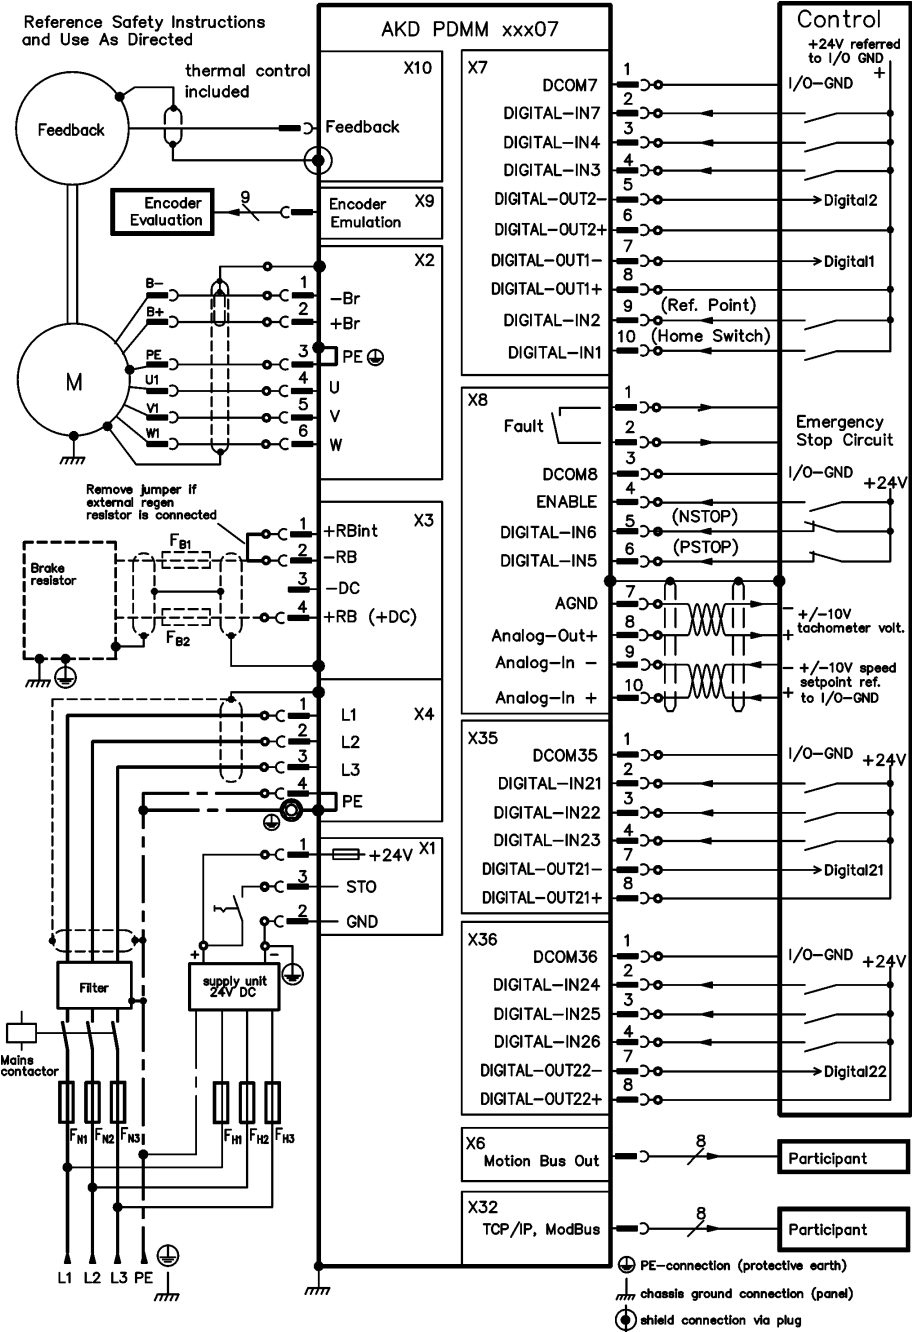 Reference Safety Instructions
and Use As Directed
AKD PDMM xxx07
Control
+24V referred
to I/O GND
+
thermal control
included
Feedback
X10
Feedback
Encoder
Evaluation
9
X9
Encoder
Emulation
X2
B-
1
-Br
B+
2
+Br
PE
3
PE
U1
4
U
V1
5
V
W1
6
W
M
Remove jumper if
external regen
resistor is connected
X3
1
+RBint
FB1
2
-RB
Brake
resistor
3
-DC
4
+RB (+DC)
FB2
X4
1
L1
2
L2
3
L3
4
PE
X1
1
+24V
3
STO
2
GND
+
-
supply unit
24V DC
Filter
Mains
contactor
FN1
FN2
FN3
FH1
FH2
FH3
L1
L2
L3
PE
X7
DCOM7
1
I/O-GND
DIGITAL-IN7
2
DIGITAL-IN4
3
DIGITAL-IN3
4
DIGITAL-OUT2-
5
Digital2
DIGITAL-OUT2+
6
DIGITAL-OUT1-
7
Digital1
DIGITAL-OUT1+
8
DIGITAL-IN2
9
(Ref. Point)
DIGITAL-IN1
10
(Home Switch)
X8
Fault
1
2
Emergency
Stop Circuit
DCOM8
3
I/O-GND
+24V
ENABLE
4
DIGITAL-IN6
5
(NSTOP)
DIGITAL-IN5
6
(PSTOP)
AGND
7
-
Analog-Out+
8
+
+/-10V
tachometer volt.
Analog-In -
9
-
Analog-In +
10
+
+/-10V speed
setpoint ref.
to I/O-GND
X35
DCOM35
1
I/O-GND
+24V
DIGITAL-IN21
2
DIGITAL-IN22
3
DIGITAL-IN23
4
DIGITAL-OUT21-
7
Digital21
DIGITAL-OUT21+
8
X36
DCOM36
1
I/O-GND
+24V
DIGITAL-IN24
2
DIGITAL-IN25
3
DIGITAL-IN26
4
DIGITAL-OUT22-
7
Digital22
DIGITAL-OUT22+
8
X6
Motion Bus Out
8
Participant
X32
TCP/IP, ModBus
8
Participant
PE-connection (protective earth)
chassis ground connection (panel)
shield connection via plug